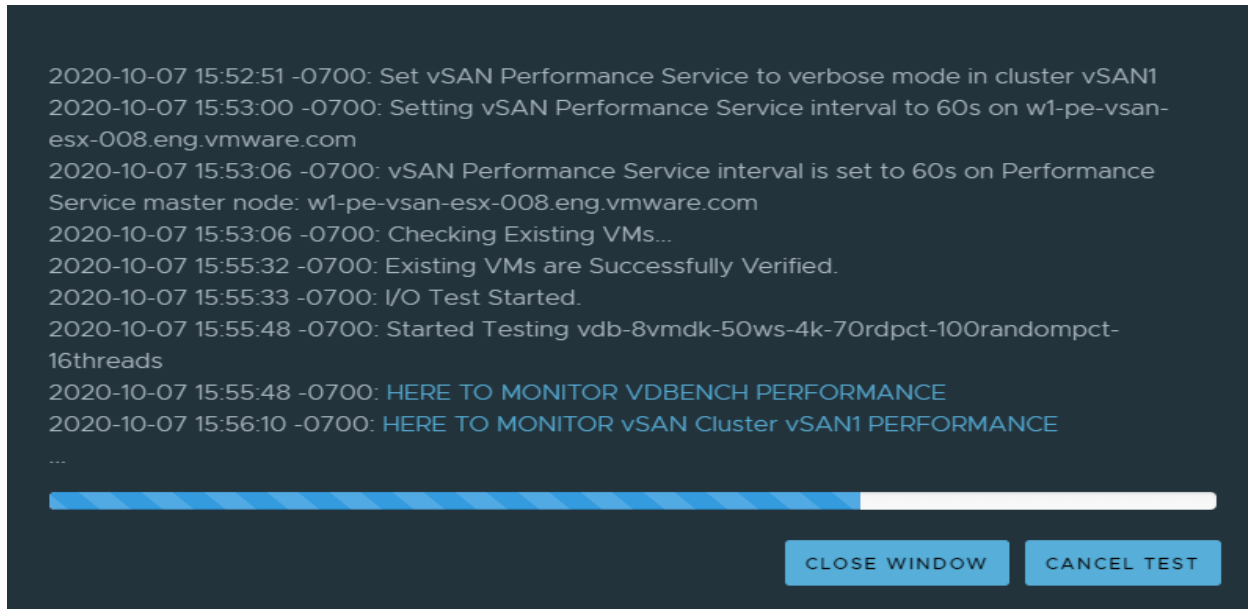 2020-10-07 15:52:51 -0700: Set vSAN Performance Service to verbose mode in cluster vSAN1
2020-10-07 15:53:00 -0700: Setting vSAN Performance Service interval to 60s on w1-pe-vsan-
esx-008.eng.vmware.com
2020-10-07 15:53:06 -0700: vSAN Performance Service interval is set to 60s on Performance
Service master node: w1-pe-vsan-esx-008.eng.vmware.com
2020-10-07 15:53:06 -0700: Checking Existing VMs...
2020-10-07 15:55:32 -0700: Existing VMs are Successfully Verified.
2020-10-07 15:55:33 -0700: I/O Test Started.
2020-10-07 15:55:48 -0700: Started Testing vdb-8vmdk-50ws-4k-70rdpct-100randompct-
16threads
2020-10-07 15:55:48 -0700: HERE TO MONITOR VDBENCH PERFORMANCE
2020-10-07 15:56:10 -0700: HERE TO MONITOR vSAN Cluster vSAN1 PERFORMANCE
...
CLOSE WINDOW CANCEL TEST